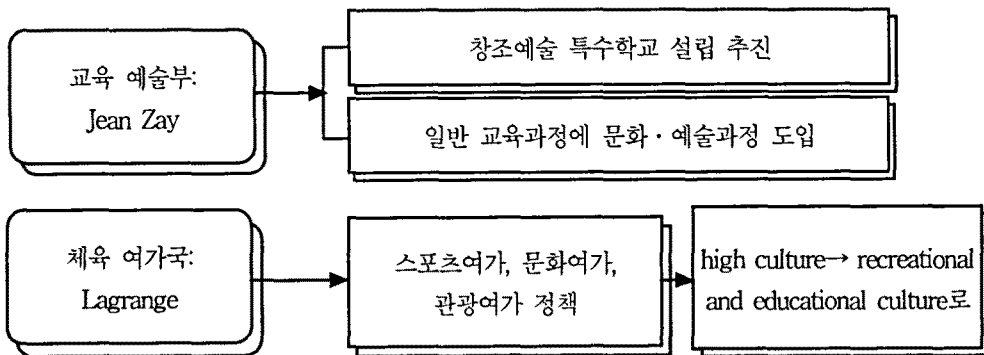 교육 예술부:
Jean Zay
창조예술 특수학교 설립 추진
일반 교육과정에 문화·예술과정 도입
체육 여가국:
Lagrange
스포츠여가, 문화여가,
관광여가 정책
high culture→ recreational
and educational culture로